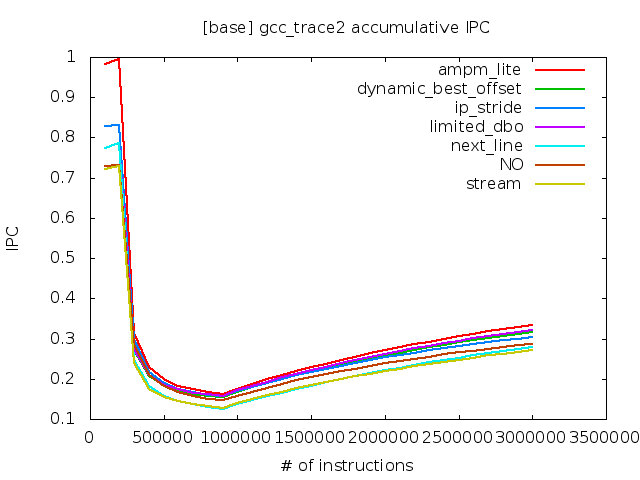 [base] gcc_trace2 accumulative IPC
ampm_lite
dynamic_best_offset
ip_stride
limited_dbo
next_line
NO
stream
1
0.9
0.8
0.7
0.6
0.5
0.4
0.3
0.2
0.1
IPC
0 500000 1000000 1500000 2000000 2500000 3000000 3500000
# of instructions